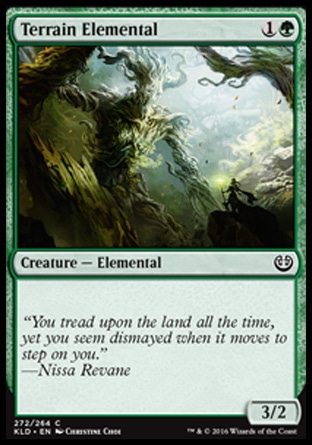 Terrain Elemental 1
Creature — Elemental
“You tread upon the land all the time,
yet you seem dismayed when it moves to
step on you.”
—Nissa Revane
3/2
272/264 C
KLD • EN Christine Choi
™ & © 2016 Wizards of the Coast